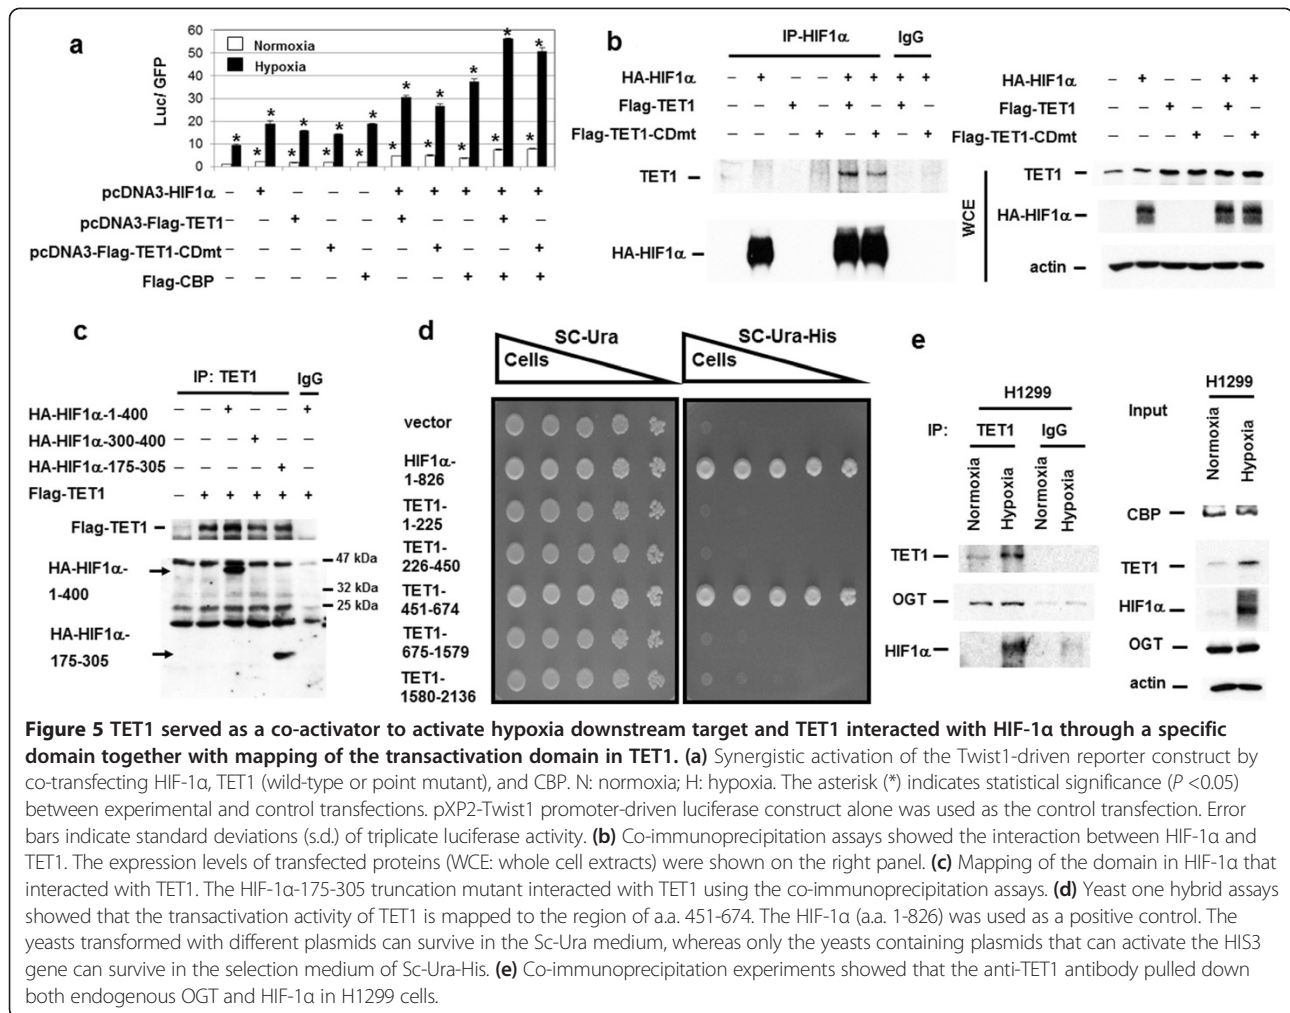 a
Luc/ GFP
60
50
40
30
20
10
0
Normoxia
Hypoxia
* * * * * * * * *
* * * * * * * * *
pcDNA3-HIF1α – + – – – + + + + +
pcDNA3-Flag-TET1 – – + – – + – – + –
pcDNA3-Flag-TET1-CDmt – – – + – – + – – +
Flag-CBP – – – – + – – + + +
b
IP-HIF1α IgG
HA-HIF1α – + – – + + + +
Flag-TET1 – – + – + – + –
Flag-TET1-CDmt – – – + – + – +
TET1
HA-HIF1α
HA-HIF1α – + – – + +
Flag-TET1 – – + – + –
Flag-TET1-CDmt – – – + – +
WCE
TET1
HA-HIF1α
actin
c
IP: TET1 IgG
HA-HIF1α-1-400 – – + – – +
HA-HIF1α-300-400 – – – + – –
HA-HIF1α-175-305 – – – – + –
Flag-TET1 – + + + + +
Flag-TET1
HA-HIF1α-
1-400
HA-HIF1α-
175-305
47 kDa
32 kDa
25 kDa
d
SC-Ura
Cells
SC-Ura-His
Cells
vector
HIF1α-
1-826
TET1-
1-225
TET1-
226-450
TET1-
451-674
TET1-
675-1579
TET1-
1580-2136
e
H1299
IP: TET1 IgG
Normoxia
Hypoxia
Normoxia
Hypoxia
TET1
OGT
HIF1α
Input
H1299
Normoxia
Hypoxia
CBP
TET1
HIF1α
OGT
actin
Figure 5 TET1 served as a co-activator to activate hypoxia downstream target and TET1 interacted with HIF-1α through a specific
domain together with mapping of the transactivation domain in TET1. (a) Synergistic activation of the Twist1-driven reporter construct by
co-transfecting HIF-1α, TET1 (wild-type or point mutant), and CBP. N: normoxia; H: hypoxia. The asterisk (*) indicates statistical significance (P <0.05)
between experimental and control transfections. pXP2-Twist1 promoter-driven luciferase construct alone was used as the control transfection. Error
bars indicate standard deviations (s.d.) of triplicate luciferase activity. (b) Co-immunoprecipitation assays showed the interaction between HIF-1α and
TET1. The expression levels of transfected proteins (WCE: whole cell extracts) were shown on the right panel. (c) Mapping of the domain in HIF-1α that
interacted with TET1. The HIF-1α-175-305 truncation mutant interacted with TET1 using the co-immunoprecipitation assays. (d) Yeast one hybrid assays
showed that the transactivation activity of TET1 is mapped to the region of a.a. 451-674. The HIF-1α (a.a. 1-826) was used as a positive control. The
yeasts transformed with different plasmids can survive in the Sc-Ura medium, whereas only the yeasts containing plasmids that can activate the HIS3
gene can survive in the selection medium of Sc-Ura-His. (e) Co-immunoprecipitation experiments showed that the anti-TET1 antibody pulled down
both endogenous OGT and HIF-1α in H1299 cells.